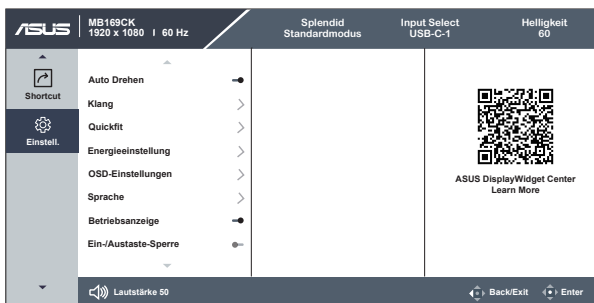 ASUS
MB169CK
1920 x 1080 I 60 Hz
Splendid
Standardmodus
Input Select
USB-C-1
Helligkeit
60
Shortcut
Einstell.
Auto Drehen
Klang
Quickfit
Energieeinstellung
OSD-Einstellungen
Sprache
Betriebsanzeige
Ein-/Austaste-Sperre
ASUS DisplayWidget Center
Learn More
Lautstärke 50
Back/Exit
Enter